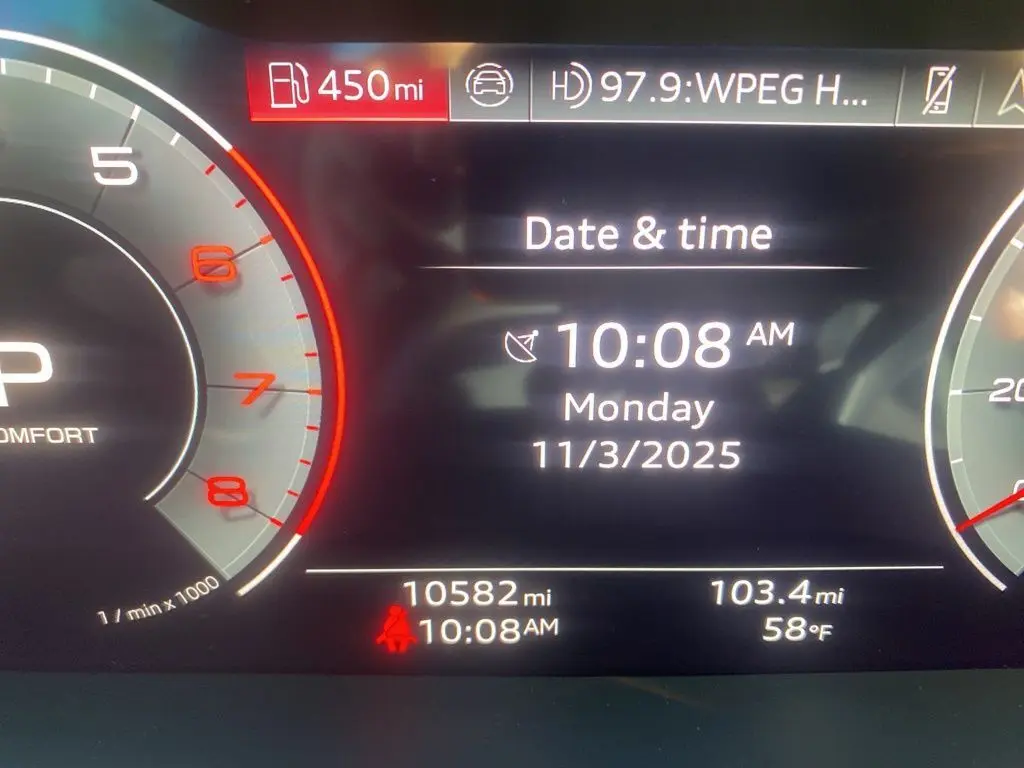 450mi
HD 97.9:WPEG H...
5
Date & time
6
10:08 AM
7
20
Monday
OMFORT
11/3/2025
8
10582mi 103.4mi
1 / min x 1000
10:08AM 58°F